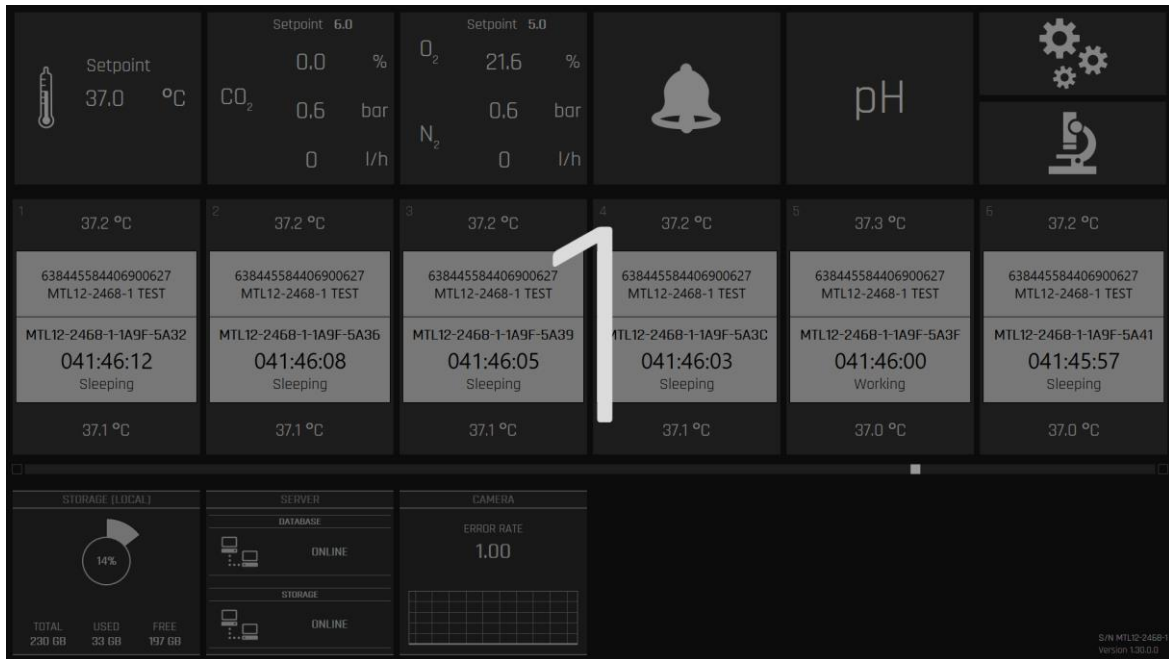 Setpoint
37.0 °C
Setpoint 6.0
CO₂
0.0 %
0.6 bar
0 l/h
Setpoint 5.0
O₂ 21.6 %
0.6 bar
N₂
0 l/h
pH
1 37.2 °C
638445584406900627
MTL12-2468-1 TEST
MTL12-2468-1-1A9F-5A32
041:46:12
Sleeping
37.1 °C
2 37.2 °C
638445584406900627
MTL12-2468-1 TEST
MTL12-2468-1-1A9F-5A36
041:46:08
Sleeping
37.1 °C
3 37.2 °C
638445584406900627
MTL12-2468-1 TEST
MTL12-2468-1-1A9F-5A39
041:46:05
Sleeping
37.1 °C
1
4 37.2 °C
638445584406900627
MTL12-2468-1 TEST
MTL12-2468-1-1A9F-5A3C
041:46:03
Sleeping
37.1 °C
5 37.3 °C
638445584406900627
MTL12-2468-1 TEST
MTL12-2468-1-1A9F-5A3F
041:46:00
Working
37.0 °C
6 37.2 °C
638445584406900627
MTL12-2468-1 TEST
MTL12-2468-1-1A9F-5A41
041:45:57
Sleeping
37.0 °C
STORAGE (LOCAL)
14%
TOTAL USED FREE
230 GB 33 GB 197 GB
SERVER
DATABASE
ONLINE
STORAGE
ONLINE
CAMERA
ERROR RATE
1.00
S/N MTL12-2468-1
Version 1.30.0.0